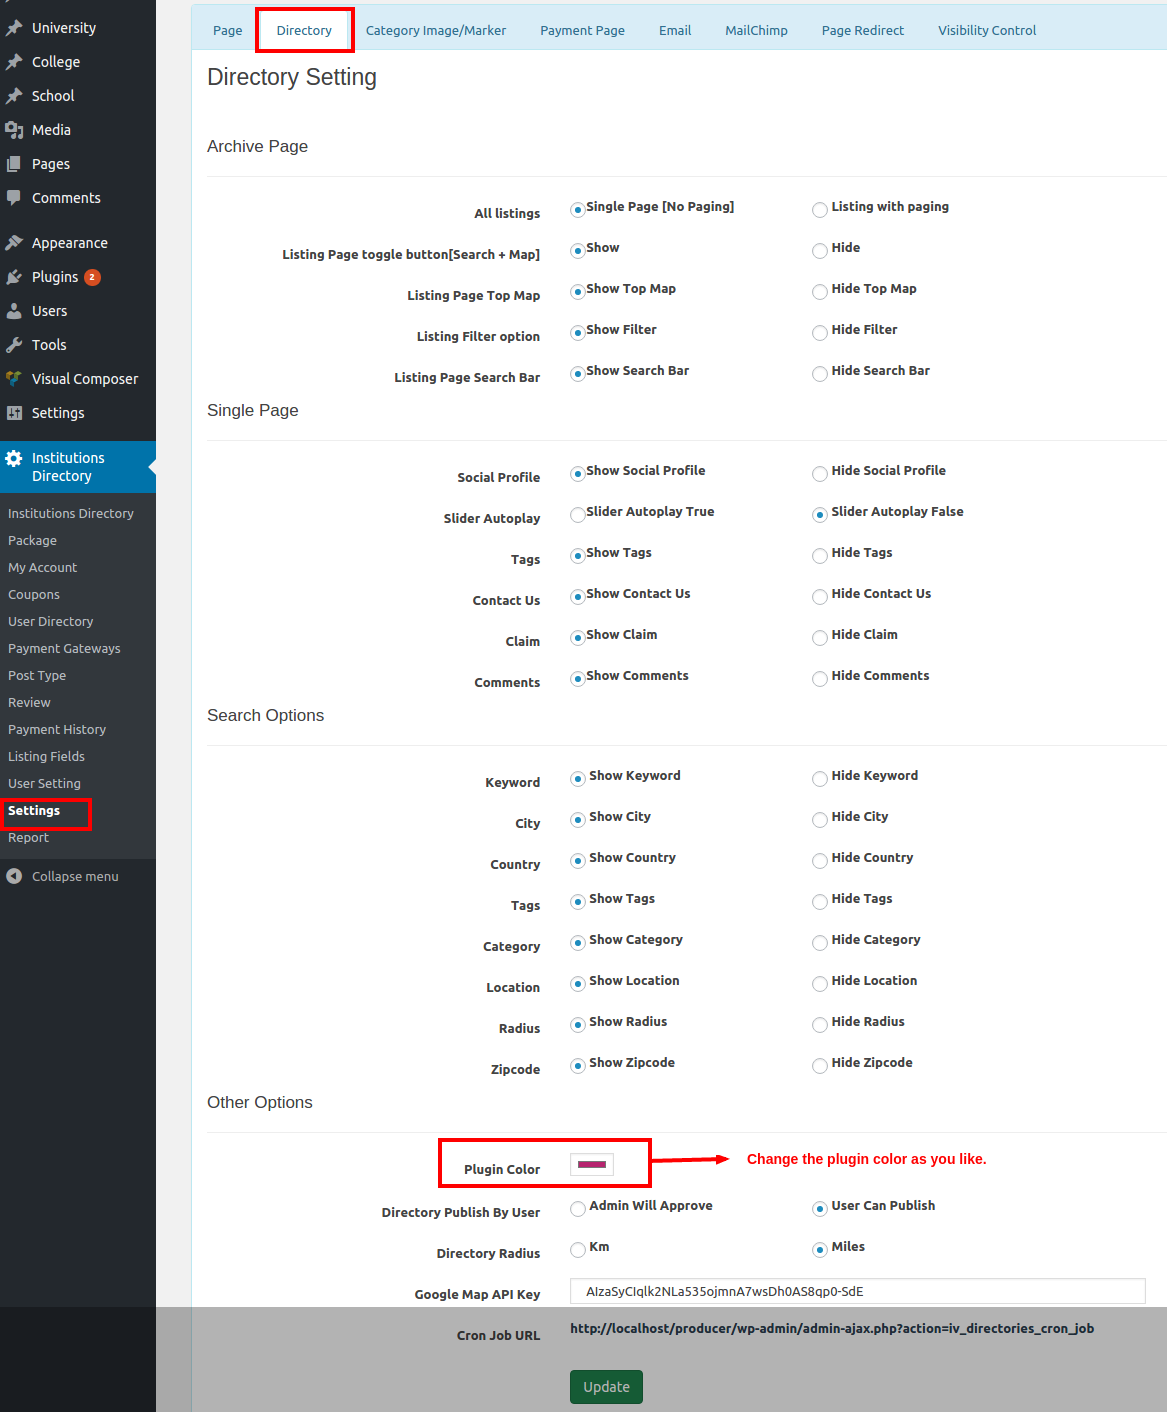 University
College
School
Media
Pages
Comments
Appearance
Plugins 2
Users
Tools
Visual Composer
Settings
Institutions
Directory
Institutions Directory
Package
My Account
Coupons
User Directory
Payment Gateways
Post Type
Review
Payment History
Listing Fields
User Setting
Settings
Report
Collapse menu
Page Directory Category Image/Marker Payment Page Email MailChimp Page Redirect Visibility Control
Directory Setting
Archive Page
All listings Single Page [No Paging] Listing with paging
Listing Page toggle button[Search + Map] Show Hide
Listing Page Top Map Show Top Map Hide Top Map
Listing Filter option Show Filter Hide Filter
Listing Page Search Bar Show Search Bar Hide Search Bar
Single Page
Social Profile Show Social Profile Hide Social Profile
Slider Autoplay Slider Autoplay True Slider Autoplay False
Tags Show Tags Hide Tags
Contact Us Show Contact Us Hide Contact Us
Claim Show Claim Hide Claim
Comments Show Comments Hide Comments
Search Options
Keyword Show Keyword Hide Keyword
City Show City Hide City
Country Show Country Hide Country
Tags Show Tags Hide Tags
Category Show Category Hide Category
Location Show Location Hide Location
Radius Show Radius Hide Radius
Zipcode Show Zipcode Hide Zipcode
Other Options
Plugin Color Change the plugin color as you like.
Directory Publish By User Admin Will Approve User Can Publish
Directory Radius Km Miles
Google Map API Key AIzaSyCIqlk2NLa535ojmnA7wsDh0AS8qp0-SdE
Cron Job URL http://localhost/producer/wp-admin/admin-ajax.php?action=iv_directories_cron_job
Update